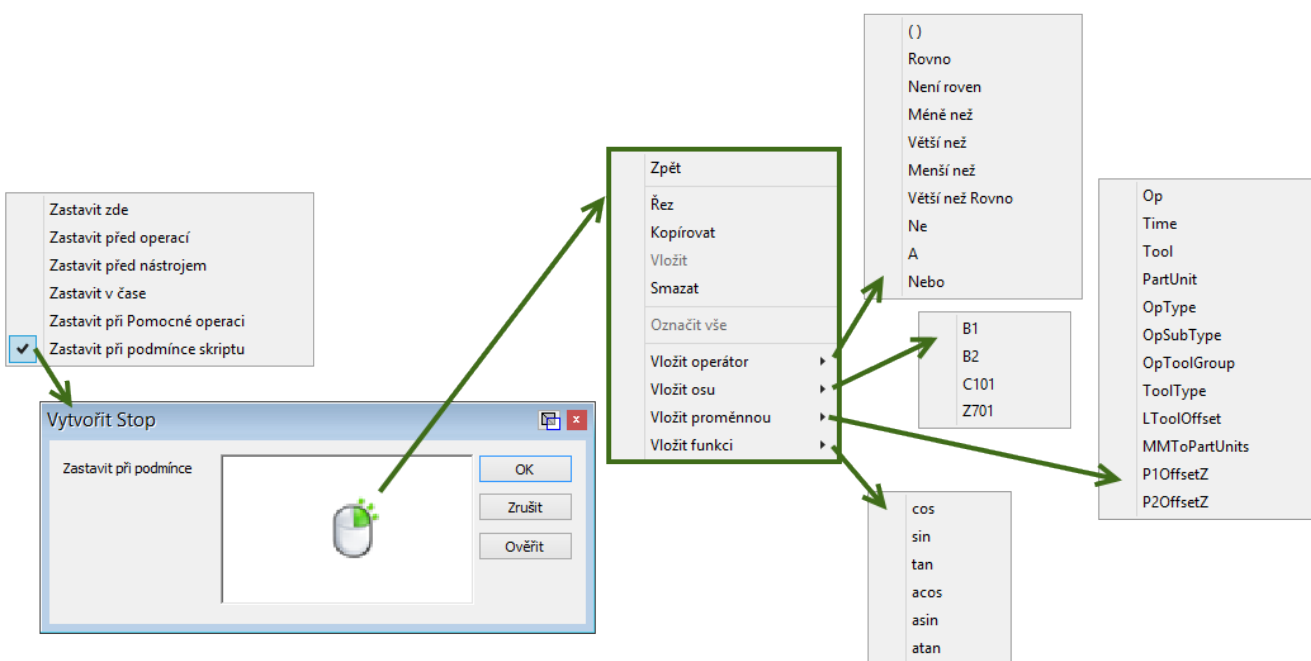 Zastavit zde
Zastavit před operací
Zastavit před nástrojem
Zastavit v čase
Zastavit při Pomocné operaci
Zastavit při podmínce skriptu
Vytvořit Stop
Zastavit při podmínce
OK
Zrušit
Ověřit
Zpět
Řez
Kopírovat
Vložit
Smazat
Označit vše
Vložit operátor
Vložit osu
Vložit proměnnou
Vložit funkci
( )
Rovno
Není roven
Méně než
Větší než
Menší než
Větší než Rovno
Ne
A
Nebo
B1
B2
C101
Z701
Op
Time
Tool
PartUnit
OpType
OpSubType
OpToolGroup
ToolType
LToolOffset
MMToPartUnits
P1OffsetZ
P2OffsetZ
cos
sin
tan
acos
asin
atan